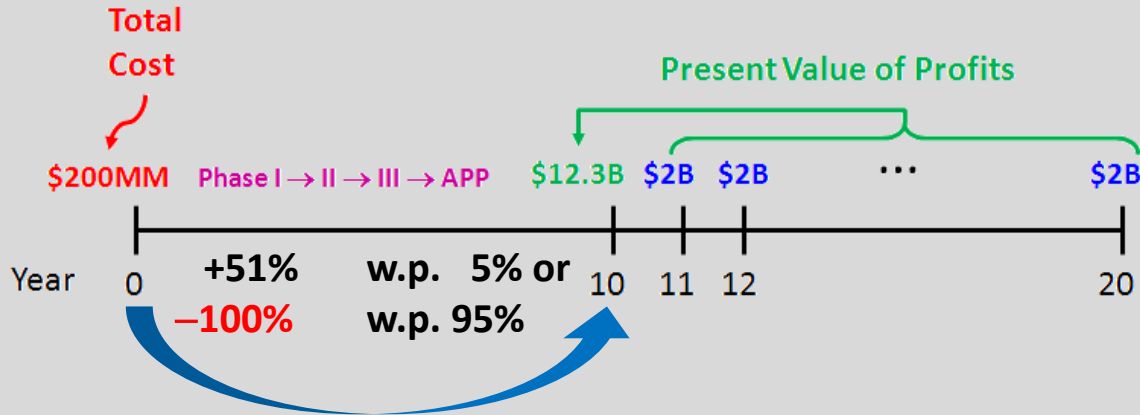 Total
Cost
Present Value of Profits
$200MM Phase I → II → III → APP $12.3B $2B $2B ... $2B
Year 0 10 11 12 20
+51% w.p. 5% or
–100% w.p. 95%